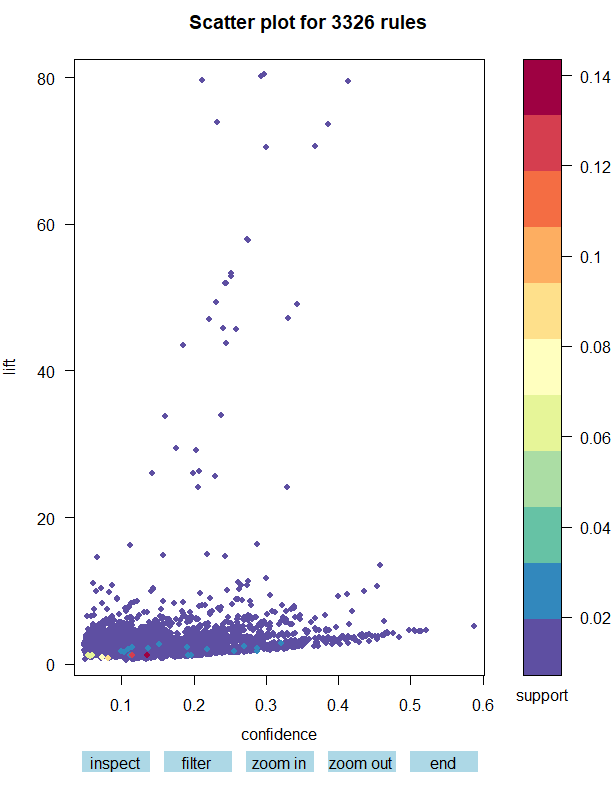 Scatter plot for 3326 rules
80
60
40
20
0
lift
0.1 0.2 0.3 0.4 0.5 0.6
confidence
0.14
0.12
0.1
0.08
0.06
0.04
0.02
support
inspect filter zoom in zoom out end